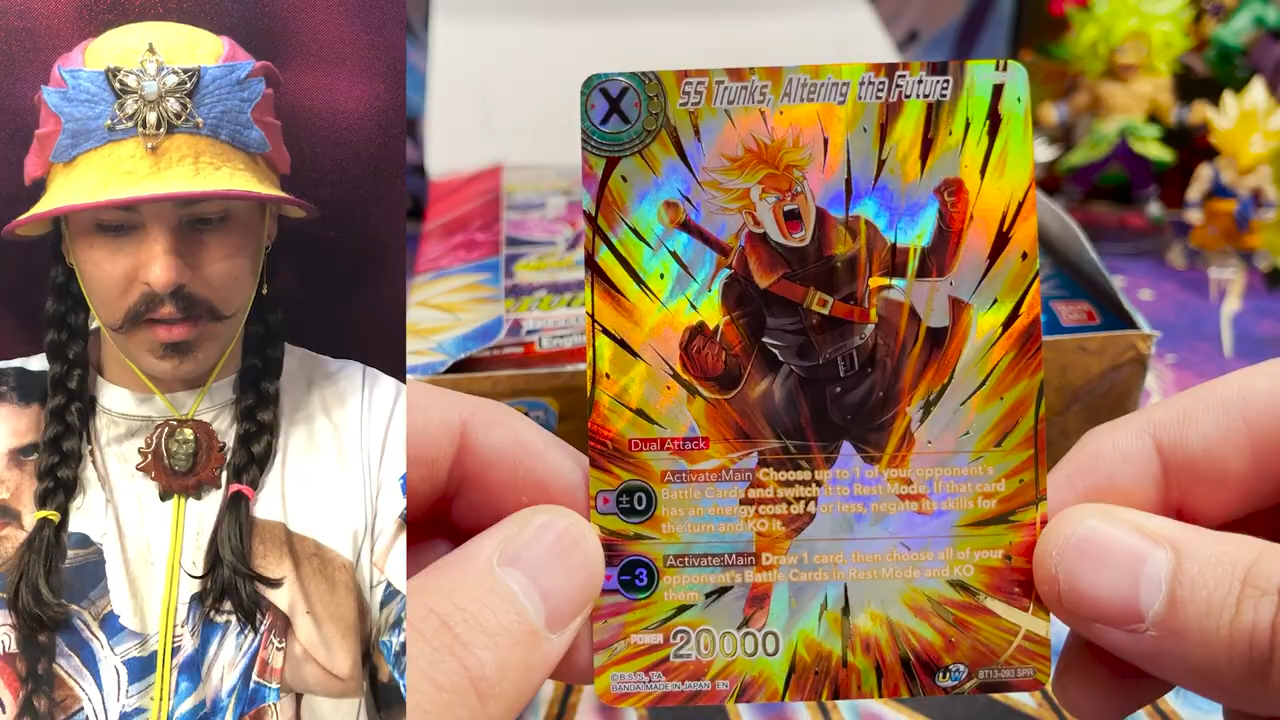 X
SS Trunks, Altering the Future
Dual Attack
±0
Activate:Main Choose up to 1 of your opponent's
Battle Cards and switch it to Rest Mode. If that card
has an energy cost of 4 or less, negate its skills for
the turn and KO it.
-3
Activate:Main Draw 1 card, then choose all of your
opponent's Battle Cards in Rest Mode and KO
them.
POWER 20000
©B.S./S., T.A.
BANDAI MADE IN JAPAN EN
UW
BT13-093 SPR